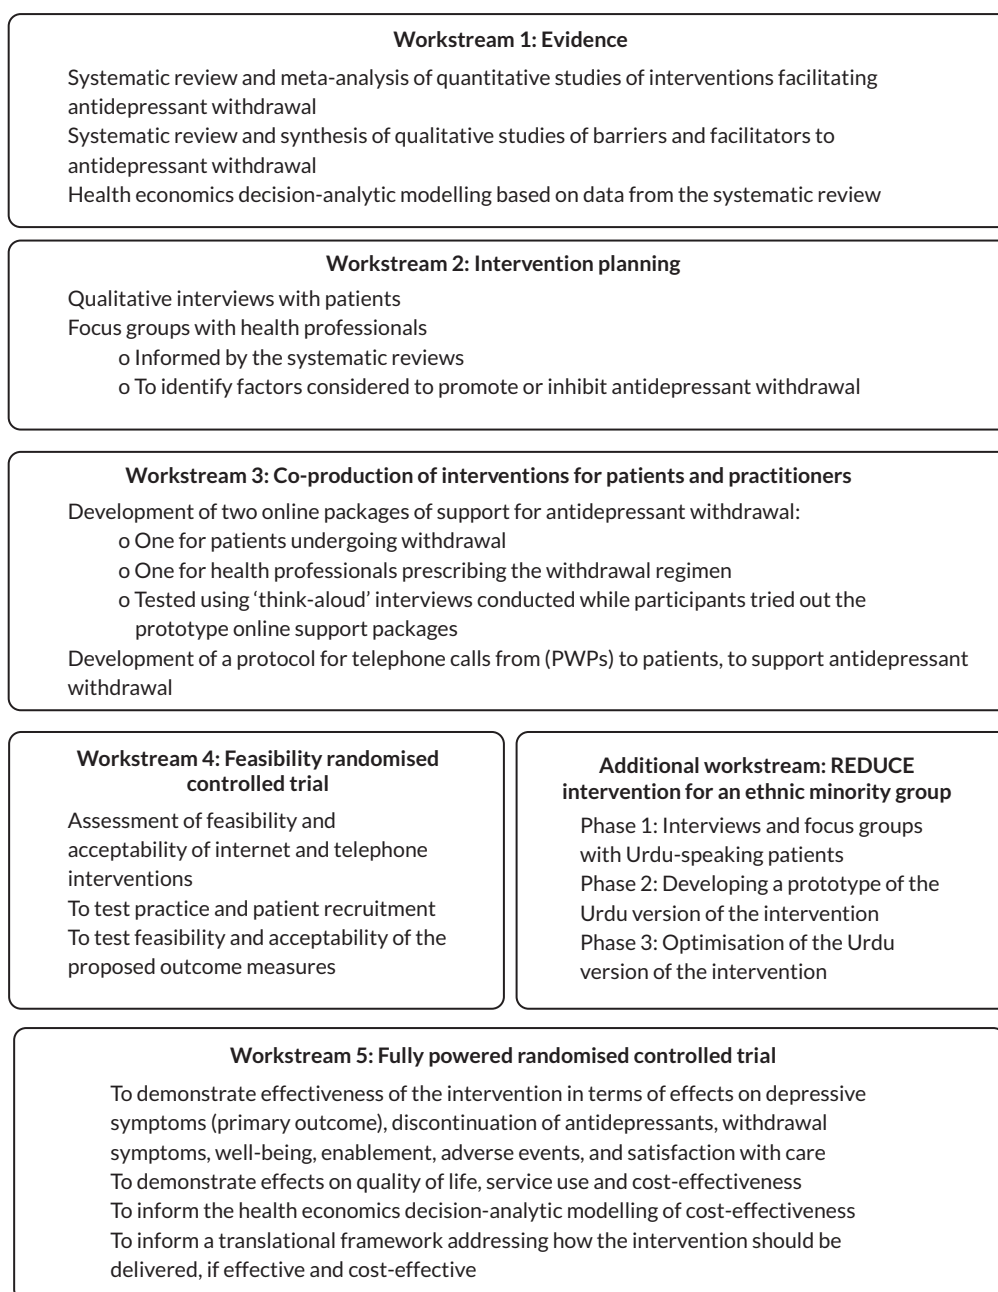 Workstream 1: Evidence
Systematic review and meta-analysis of quantitative studies of interventions facilitating
antidepressant withdrawal
Systematic review and synthesis of qualitative studies of barriers and facilitators to
antidepressant withdrawal
Health economics decision-analytic modelling based on data from the systematic review
Workstream 2: Intervention planning
Qualitative interviews with patients
Focus groups with health professionals
o Informed by the systematic reviews
o To identify factors considered to promote or inhibit antidepressant withdrawal
Workstream 3: Co-production of interventions for patients and practitioners
Development of two online packages of support for antidepressant withdrawal:
o One for patients undergoing withdrawal
o One for health professionals prescribing the withdrawal regimen
o Tested using ‘think-aloud’ interviews conducted while participants tried out the
prototype online support packages
Development of a protocol for telephone calls from (PWPs) to patients, to support antidepressant
withdrawal
Workstream 4: Feasibility randomised
controlled trial
Assessment of feasibility and
acceptability of internet and telephone
interventions
To test practice and patient recruitment
To test feasibility and acceptability of the
proposed outcome measures
Additional workstream: REDUCE
intervention for an ethnic minority group
Phase 1: Interviews and focus groups
with Urdu-speaking patients
Phase 2: Developing a prototype of the
Urdu version of the intervention
Phase 3: Optimisation of the Urdu
version of the intervention
Workstream 5: Fully powered randomised controlled trial
To demonstrate effectiveness of the intervention in terms of effects on depressive
symptoms (primary outcome), discontinuation of antidepressants, withdrawal
symptoms, well-being, enablement, adverse events, and satisfaction with care
To demonstrate effects on quality of life, service use and cost-effectiveness
To inform the health economics decision-analytic modelling of cost-effectiveness
To inform a translational framework addressing how the intervention should be
delivered, if effective and cost-effective